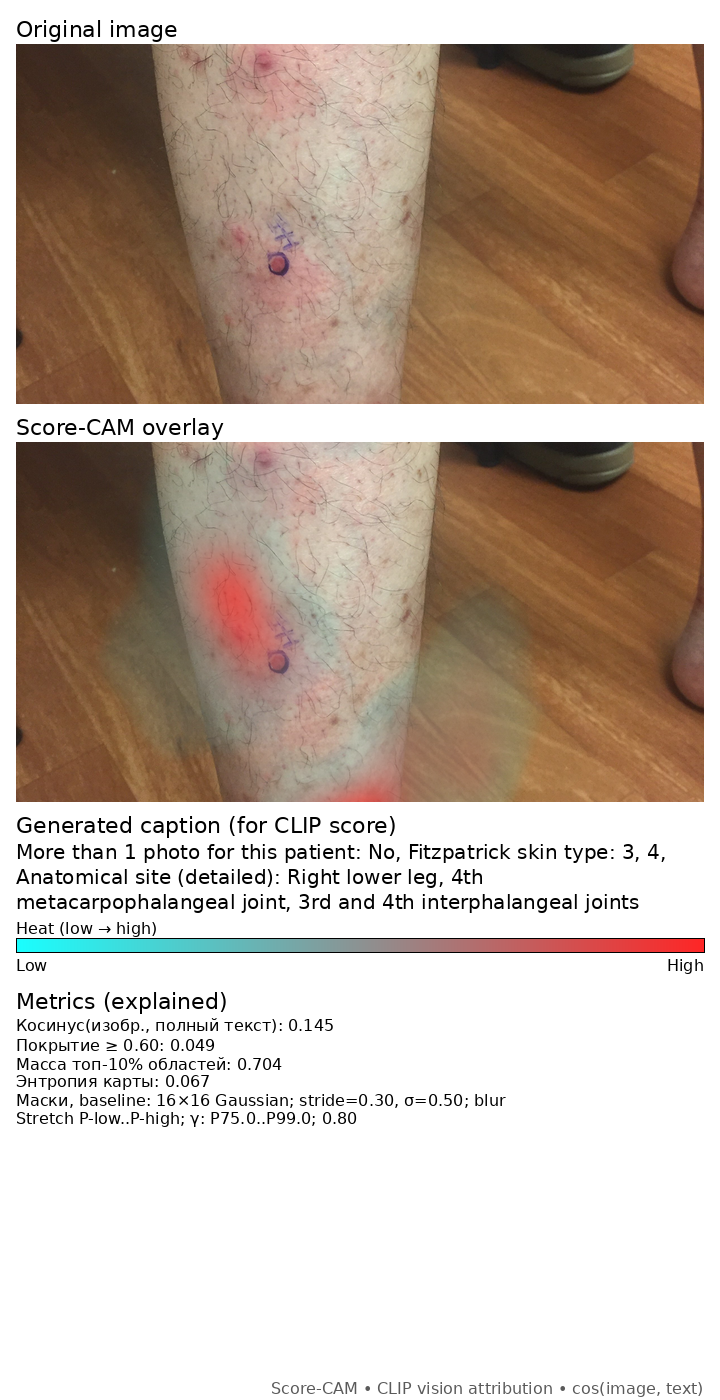 Original image
Score-CAM overlay
Generated caption (for CLIP score)
More than 1 photo for this patient: No, Fitzpatrick skin type: 3, 4,
Anatomical site (detailed): Right lower leg, 4th
metacarpophalangeal joint, 3rd and 4th interphalangeal joints
Heat (low → high)
Low High
Metrics (explained)
Косинус(изобр., полный текст): 0.145
Покрытие ≥ 0.60: 0.049
Масса топ-10% областей: 0.704
Энтропия карты: 0.067
Маски, baseline: 16×16 Gaussian; stride=0.30, σ=0.50; blur
Stretch P-low..P-high; γ: P75.0..P99.0; 0.80
Score-CAM • CLIP vision attribution • cos(image, text)